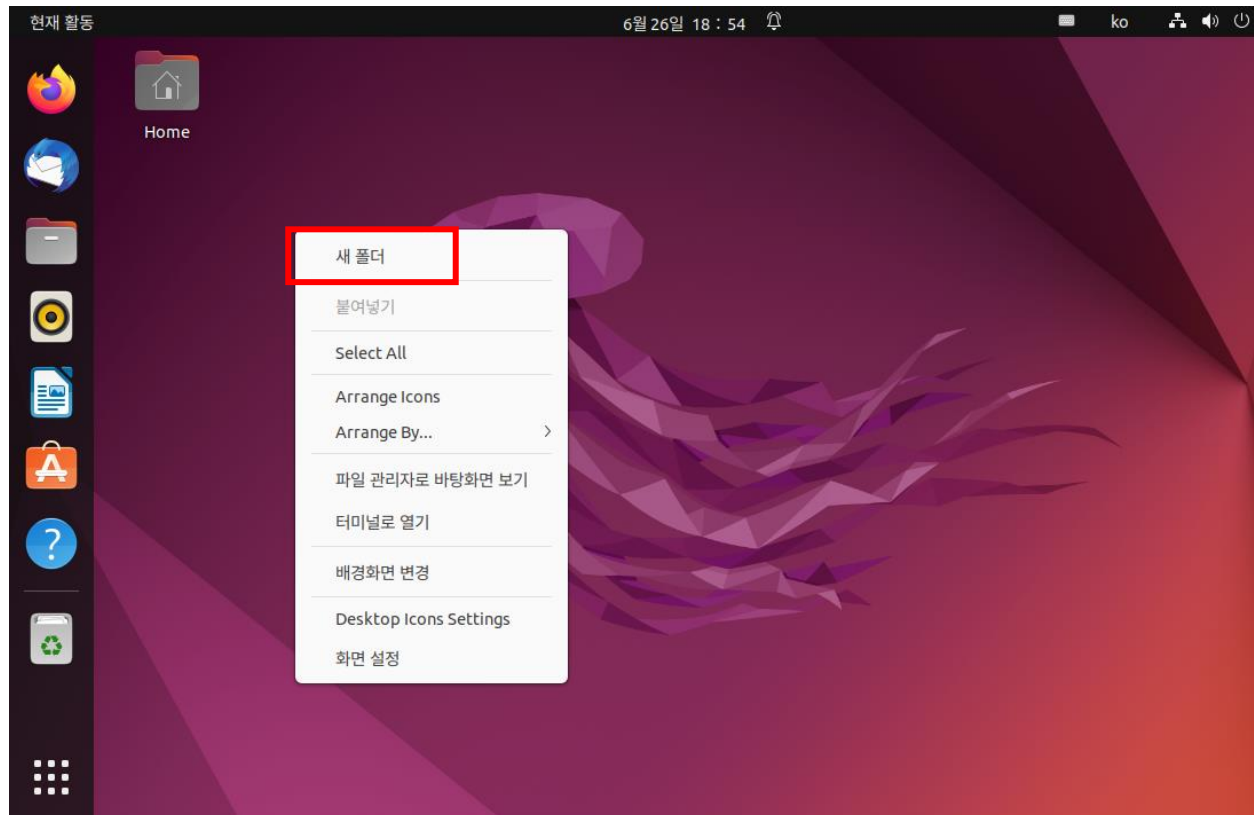 현재 활동
6월 26일 18 : 54
ko
Home
새 폴더
붙여넣기
Select All
Arrange Icons
Arrange By...
파일 관리자로 바탕화면 보기
터미널로 열기
배경화면 변경
Desktop Icons Settings
화면 설정